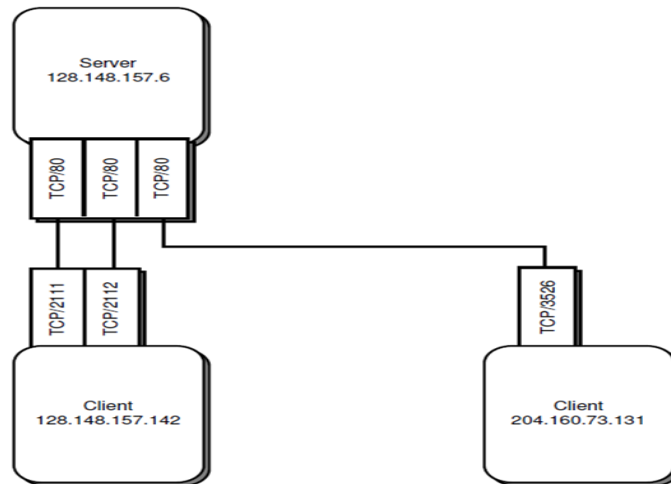 Server
128.148.157.6
TCP/80
TCP/80
TCP/80
TCP/2111
TCP/2112
TCP/3526
Client
128.148.157.142
Client
204.160.73.131